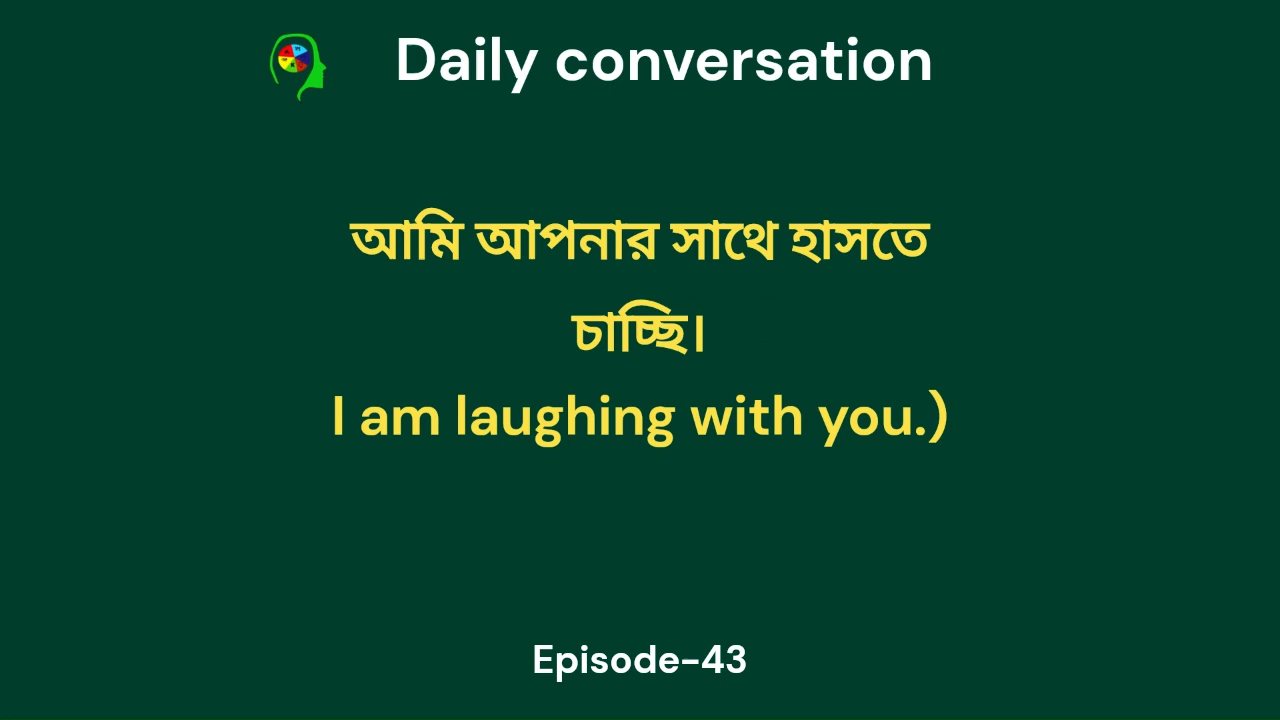 Daily conversation
আমি আপনার সাথে হাসতে
চাচ্ছি।
I am laughing with you.)
Episode-43